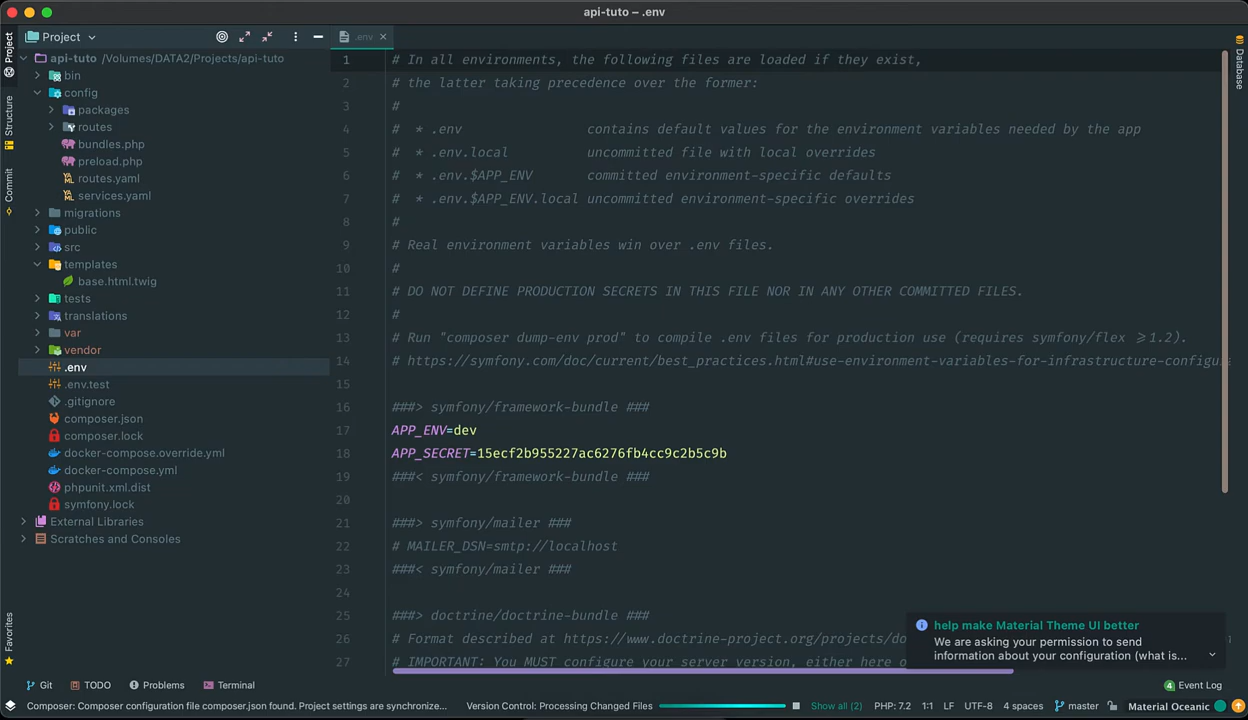 api-tuto – .env
Project
.env
Project
Structure
Commit
Favorites
Database
api-tuto /Volumes/DATA2/Projects/api-tuto
bin
config
packages
routes
bundles.php
preload.php
routes.yaml
services.yaml
migrations
public
src
templates
base.html.twig
tests
translations
var
vendor
.env
.env.test
.gitignore
composer.json
composer.lock
docker-compose.override.yml
docker-compose.yml
phpunit.xml.dist
symfony.lock
External Libraries
Scratches and Consoles
1 # In all environments, the following files are loaded if they exist,
2 # the latter taking precedence over the former:
3 #
4 # * .env contains default values for the environment variables needed by the app
5 # * .env.local uncommitted file with local overrides
6 # * .env.$APP_ENV committed environment-specific defaults
7 # * .env.$APP_ENV.local uncommitted environment-specific overrides
8 #
9 # Real environment variables win over .env files.
10 #
11 # DO NOT DEFINE PRODUCTION SECRETS IN THIS FILE NOR IN ANY OTHER COMMITTED FILES.
12 #
13 # Run "composer dump-env prod" to compile .env files for production use (requires symfony/flex >=1.2).
14 # https://symfony.com/doc/current/best_practices.html#use-environment-variables-for-infrastructure-configu
15
16 ###> symfony/framework-bundle ###
17 APP_ENV=dev
18 APP_SECRET=15ecf2b955227ac6276fb4cc9c2b5c9b
19 ###< symfony/framework-bundle ###
20
21 ###> symfony/mailer ###
22 # MAILER_DSN=smtp://localhost
23 ###< symfony/mailer ###
24
25 ###> doctrine/doctrine-bundle ###
26 # Format described at https://www.doctrine-project.org/projects/do
27 # IMPORTANT: You MUST configure your server version, either here o
help make Material Theme UI better
We are asking your permission to send
information about your configuration (what is...
Git TODO Problems Terminal 4 Event Log
Composer: Composer configuration file composer.json found. Project settings are synchronize... Version Control: Processing Changed Files Show all (2) PHP: 7.2 1:1 LF UTF-8 4 spaces master Material Oceanic